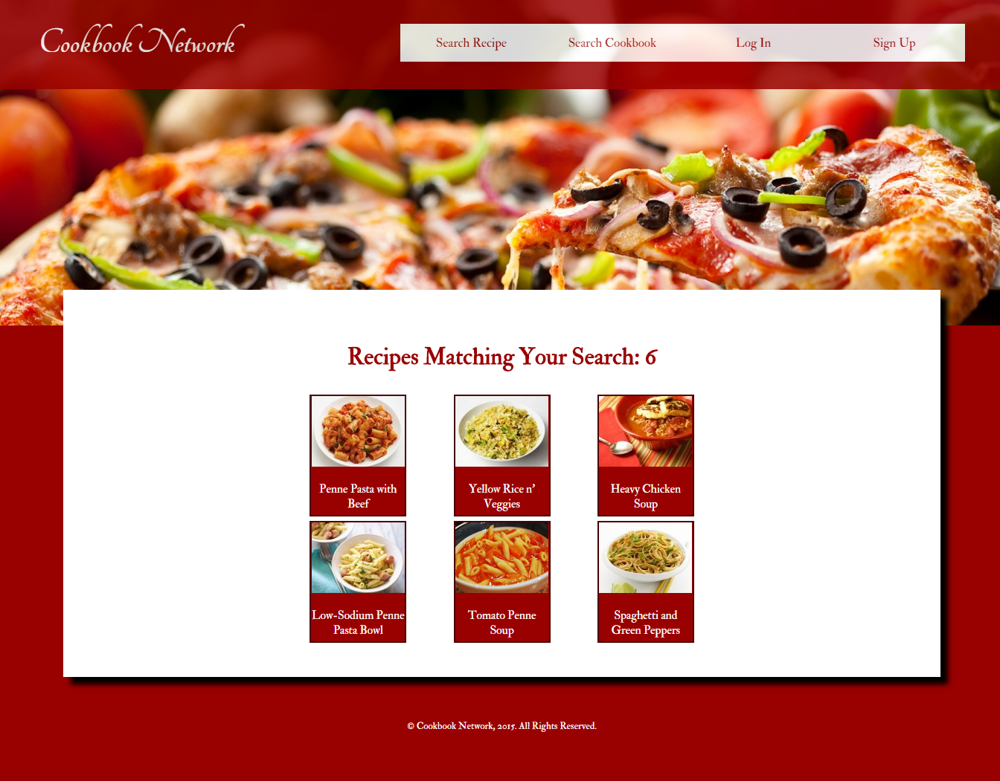 Cookbook Network
Search Recipe
Search Cookbook
Log In
Sign Up
Recipes Matching Your Search: 6
Penne Pasta with
Beef
Yellow Rice n'
Veggies
Heavy Chicken
Soup
Low-Sodium Penne
Pasta Bowl
Tomato Penne
Soup
Spaghetti and
Green Peppers
© Cookbook Network, 2015. All Rights Reserved.